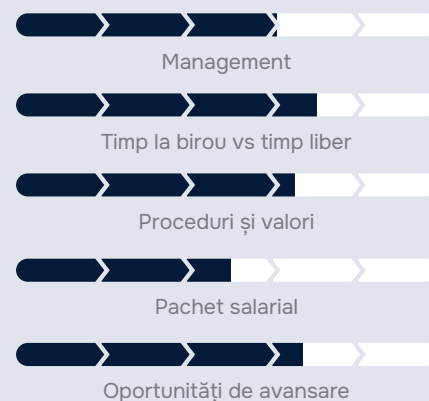 Management
Timp la birou vs timp liber
Proceduri și valori
Pachet salarial
Oportunități de avansare